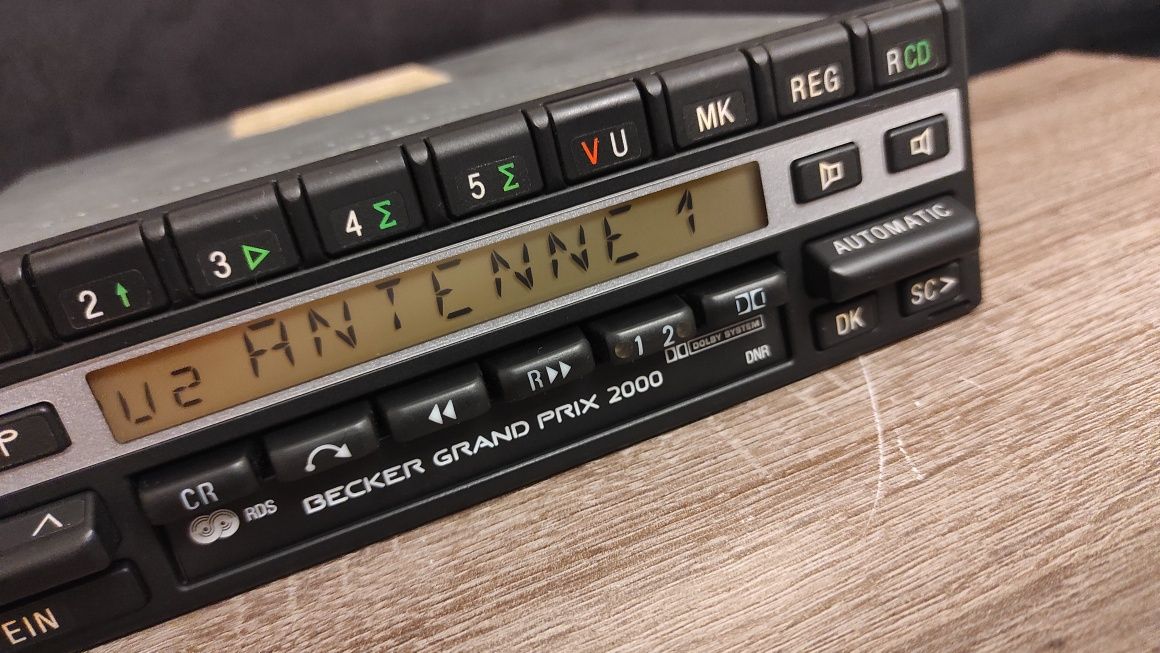 2 ↑ 3 ▷ 4 Σ 5 Σ VU MK REG RCD
U2 ANTENNE 1
P
AUTOMATIC
DK SC>
CR R▸▸ 1 2
DOLBY SYSTEM
DNR
RDS
BECKER GRAND PRIX 2000
EIN